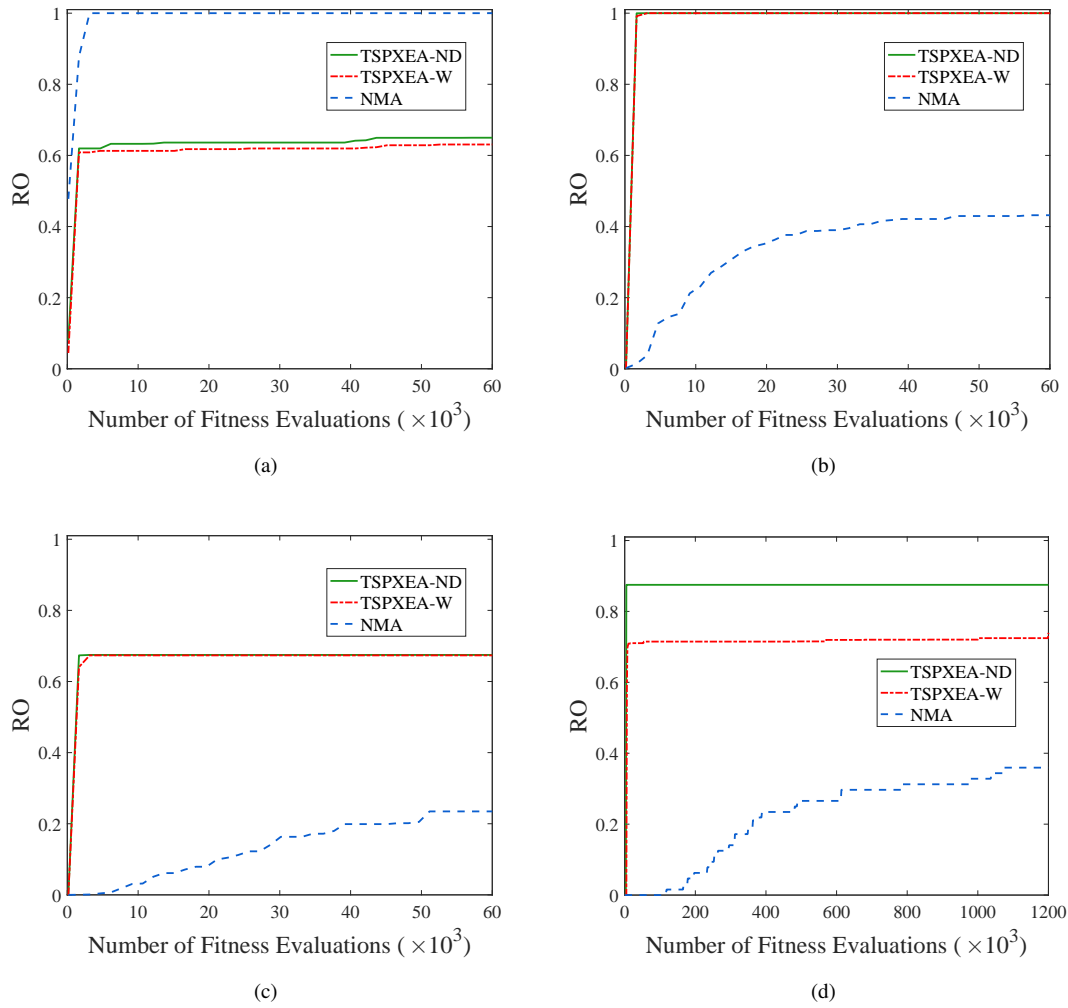 1
0.8
0.6
0.4
0.2
0
RO
TSPXEA-ND
TSPXEA-W
NMA
0 10 20 30 40 50 60
Number of Fitness Evaluations ( ×10³)
(a)
1
0.8
0.6
0.4
0.2
0
RO
TSPXEA-ND
TSPXEA-W
NMA
0 10 20 30 40 50 60
Number of Fitness Evaluations ( ×10³)
(b)
1
0.8
0.6
0.4
0.2
0
RO
TSPXEA-ND
TSPXEA-W
NMA
0 10 20 30 40 50 60
Number of Fitness Evaluations ( ×10³)
(c)
1
0.8
0.6
0.4
0.2
0
RO
TSPXEA-ND
TSPXEA-W
NMA
0 200 400 600 800 1000 1200
Number of Fitness Evaluations ( ×10³)
(d)